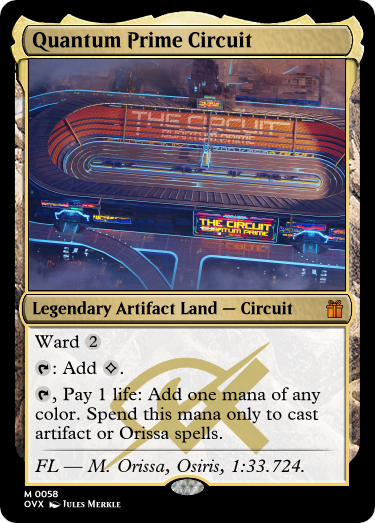 Quantum Prime Circuit
THE CIRCUIT
QUANTUM PRIME
THE CIRCUIT
QUANTUM PRIME
Legendary Artifact Land — Circuit
Ward 2
: Add .
, Pay 1 life: Add one mana of any
color. Spend this mana only to cast
artifact or Orissa spells.
FL — M. Orissa, Osiris, 1:33.724.
M 0058
OVX JULES MERKLE